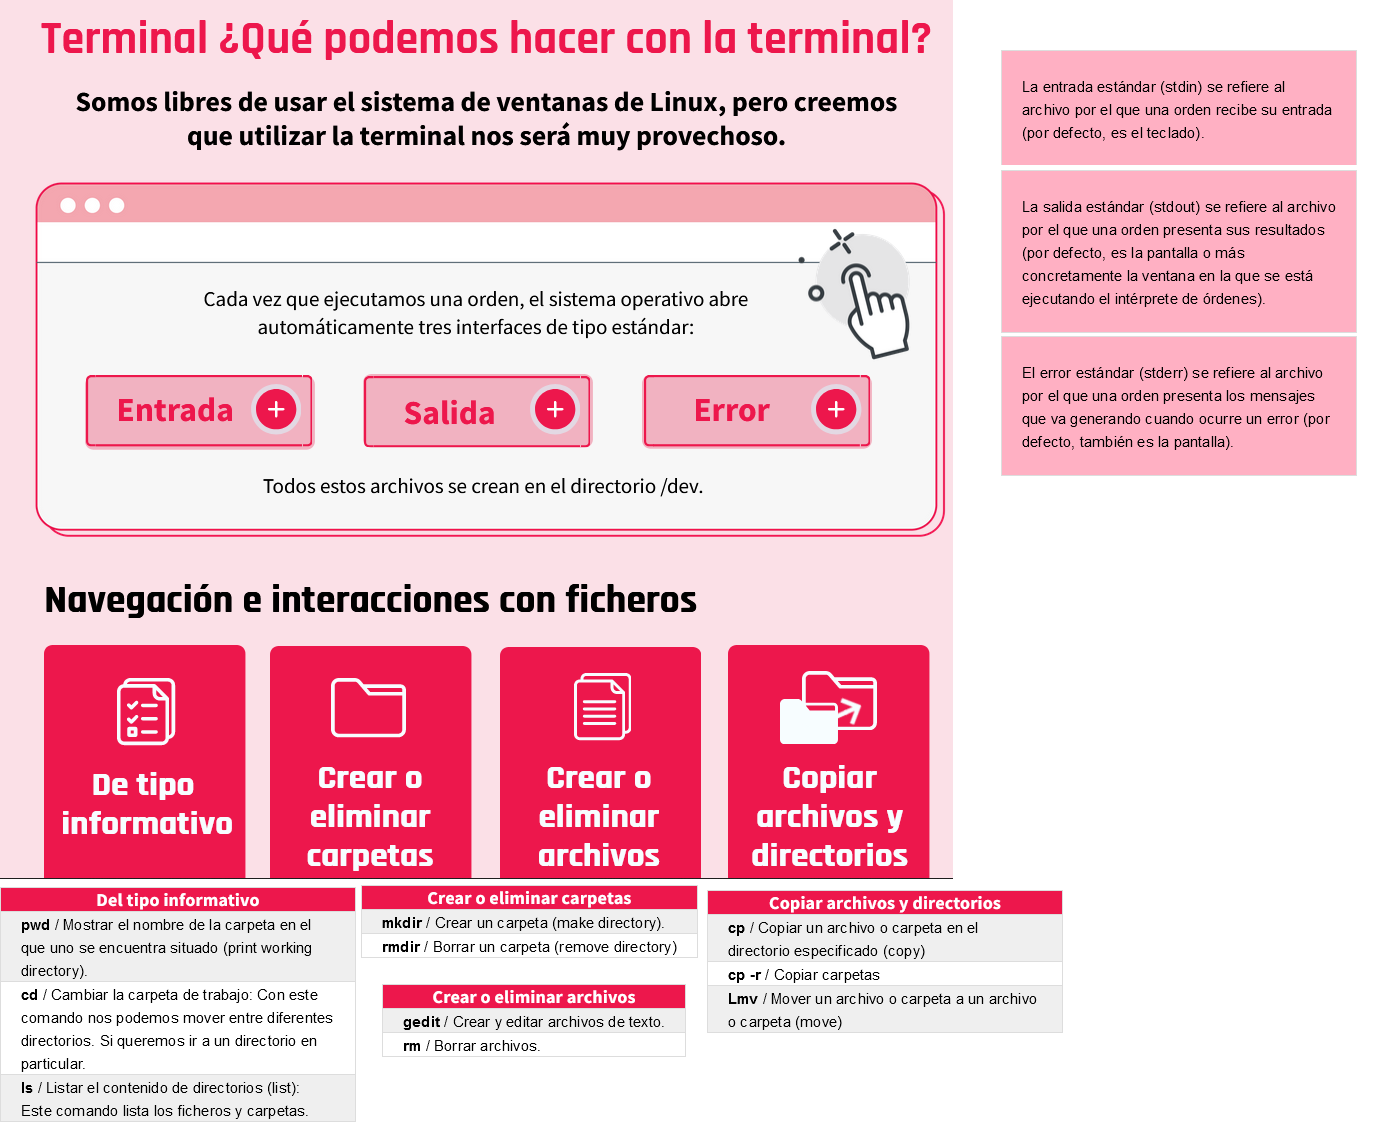 Terminal ¿Qué podemos hacer con la terminal?
Somos libres de usar el sistema de ventanas de Linux, pero creemos
que utilizar la terminal nos será muy provechoso.
Cada vez que ejecutamos una orden, el sistema operativo abre
automáticamente tres interfaces de tipo estándar:
Entrada
Salida
Error
Todos estos archivos se crean en el directorio /dev.
La entrada estándar (stdin) se refiere al
archivo por el que una orden recibe su entrada
(por defecto, es el teclado).
La salida estándar (stdout) se refiere al archivo
por el que una orden presenta sus resultados
(por defecto, es la pantalla o más
concretamente la ventana en la que se está
ejecutando el intérprete de órdenes).
El error estándar (stderr) se refiere al archivo
por el que una orden presenta los mensajes
que va generando cuando ocurre un error (por
defecto, también es la pantalla).
Navegación e interacciones con ficheros
De tipo
informativo
Crear o
eliminar
carpetas
Crear o
eliminar
archivos
Copiar
archivos y
directorios
Del tipo informativo
pwd / Mostrar el nombre de la carpeta en el
que uno se encuentra situado (print working
directory).
cd / Cambiar la carpeta de trabajo: Con este
comando nos podemos mover entre diferentes
directorios. Si queremos ir a un directorio en
particular.
ls / Listar el contenido de directorios (list):
Este comando lista los ficheros y carpetas.
Crear o eliminar carpetas
mkdir / Crear un carpeta (make directory).
rmdir / Borrar un carpeta (remove directory)
Crear o eliminar archivos
gedit / Crear y editar archivos de texto.
rm / Borrar archivos.
Copiar archivos y directorios
cp / Copiar un archivo o carpeta en el
directorio especificado (copy)
cp -r / Copiar carpetas
Lmv / Mover un archivo o carpeta a un archivo
o carpeta (move)